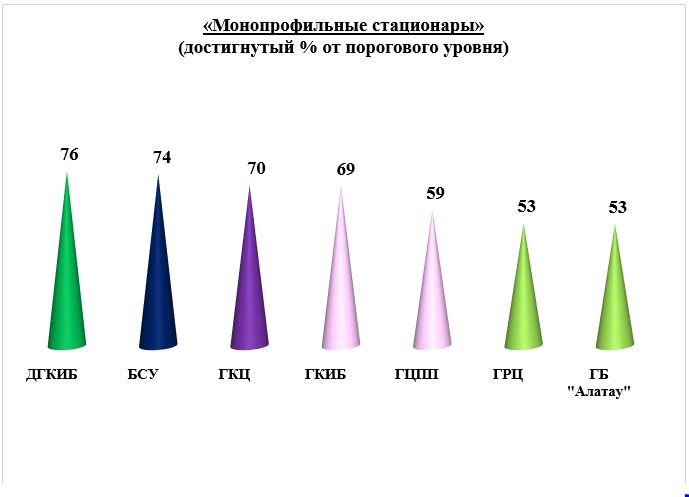 «Монопрофильные стационары»
(достигнутый % от порогового уровня)
76
74
70
69
59
53
53
ДГКИБ
БСУ
ГКЦ
ГКИБ
ГЦПП
ГРЦ
ГБ
"Алатау"